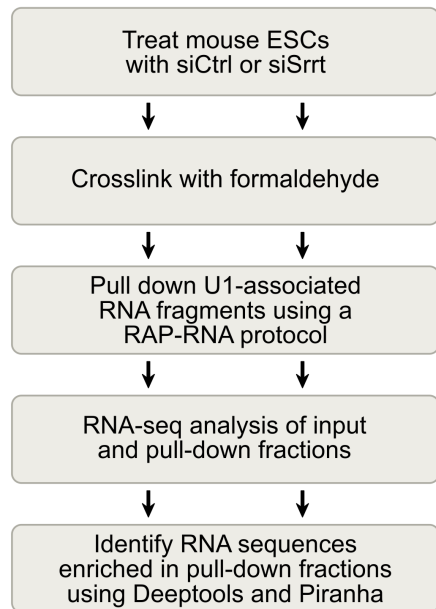 Treat mouse ESCs
with siCtrl or siSrrt
Crosslink with formaldehyde
Pull down U1-associated
RNA fragments using a
RAP-RNA protocol
RNA-seq analysis of input
and pull-down fractions
Identify RNA sequences
enriched in pull-down fractions
using Deeptools and Piranha